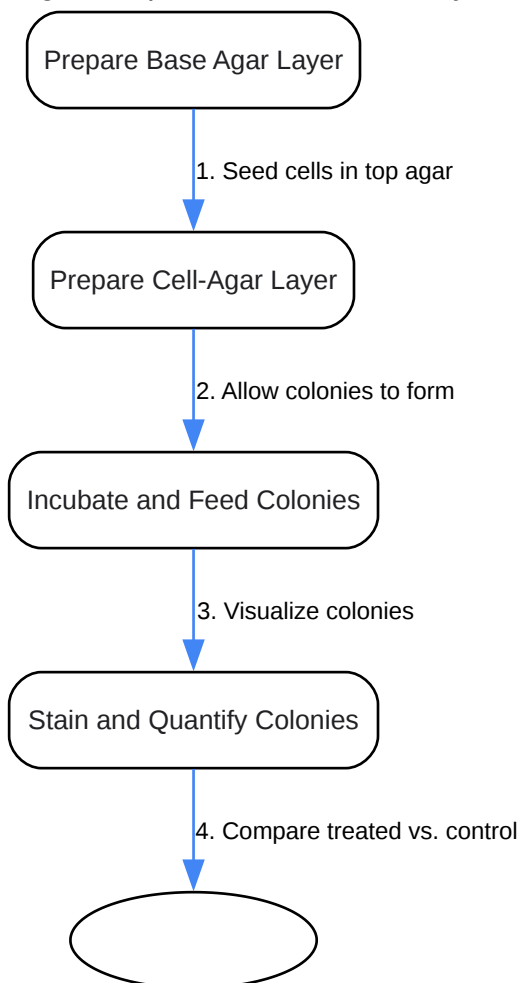 Prepare Base Agar Layer
1. Seed cells in top agar
Prepare Cell-Agar Layer
2. Allow colonies to form
Incubate and Feed Colonies
3. Visualize colonies
Stain and Quantify Colonies
4. Compare treated vs. control